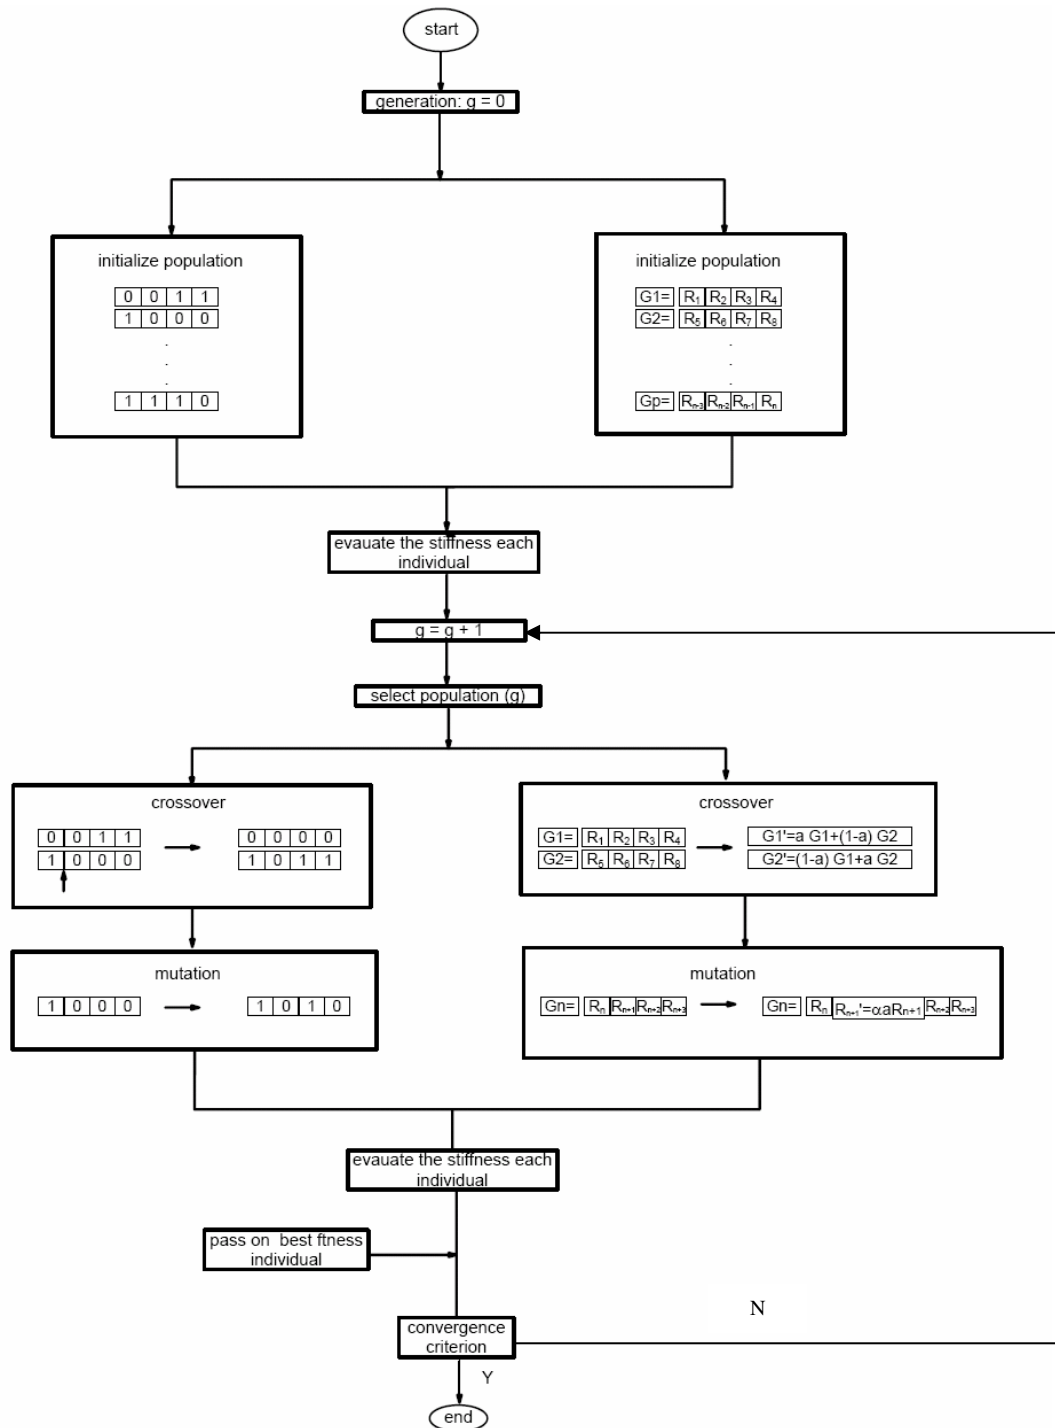 start
generation: g = 0
initialize population
0 0 1 1
1 0 0 0
.
.
.
1 1 1 0
initialize population
G1= R1 R2 R3 R4
G2= R5 R6 R7 R8
.
.
.
Gp= Rn-3 Rn-2 Rn-1 Rn
evauate the stiffness each
individual
g = g + 1
select population (g)
crossover
0 0 1 1 0 0 0 0
1 0 0 0 1 0 1 1
crossover
G1= R1 R2 R3 R4 G1'=a G1+(1-a) G2
G2= R5 R6 R7 R8 G2'=(1-a) G1+a G2
mutation
1 0 0 0 1 0 1 0
mutation
Gn= Rn Rn+1 Rn+2 Rn+3 Gn= Rn Rn+1'=αaRn+1 Rn+2 Rn+3
evauate the stiffness each
individual
pass on best ftness
individual
N
convergence
criterion
Y
end